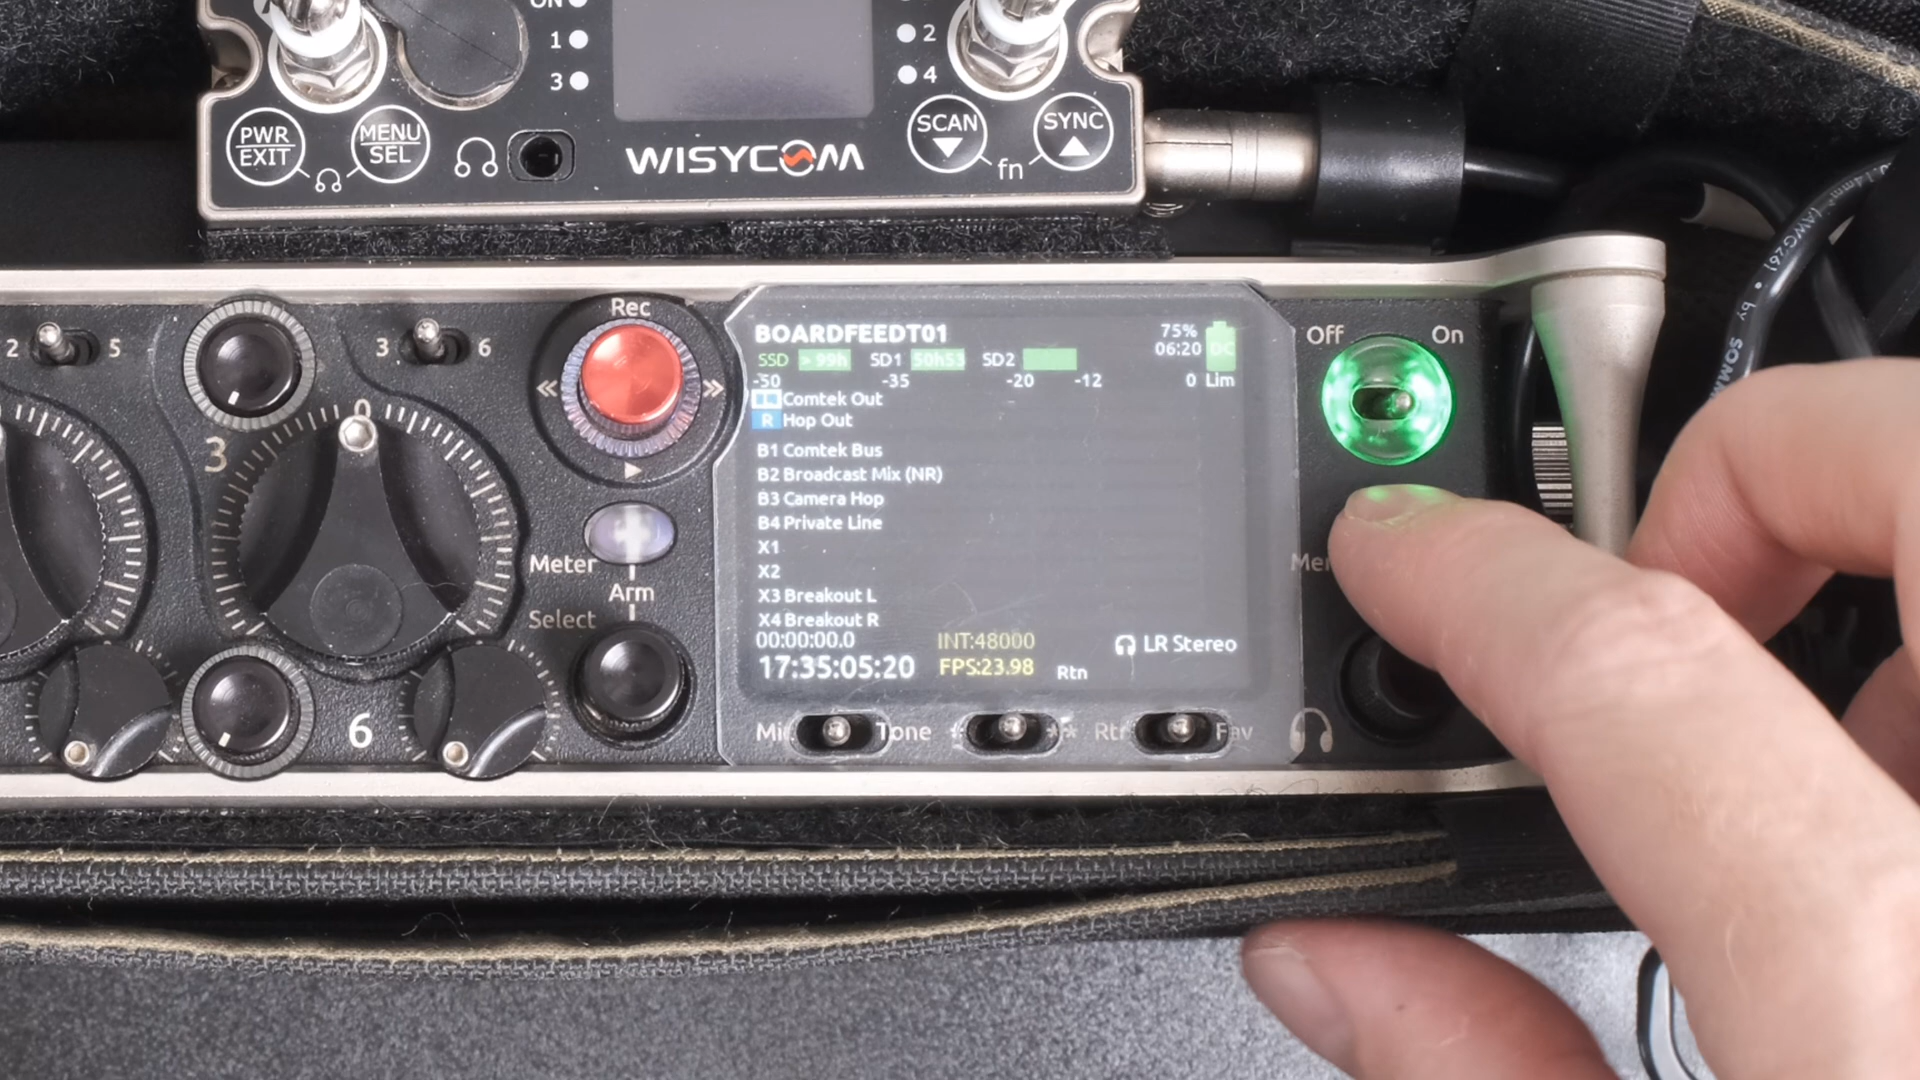 ON
1
3
2
4
PWR
EXIT
MENU
SEL
WISYCOM
SCAN
SYNC
fn
2
5
3
6
3
0
6
Rec
Meter
Arm
Select
BOARDFEEDT01
75%
06:20
DC
SSD > 99h SD1 50h53 SD2
-50 -35 -20 -12 0 Lim
L Comtek Out
R Hop Out
B1 Comtek Bus
B2 Broadcast Mix (NR)
B3 Camera Hop
B4 Private Line
X1
X2
X3 Breakout L
X4 Breakout R
00:00:00.0 INT:48000 LR Stereo
17:35:05:20 FPS:23.98 Rtn
Tone
* **
Fav
Off On